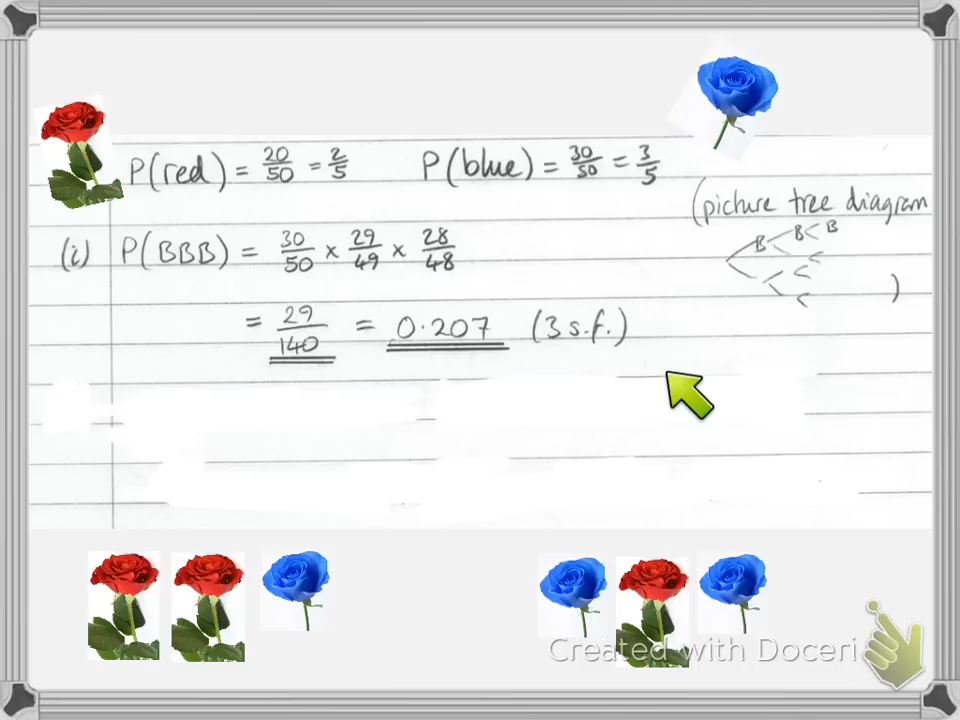 P(red) = 20/50 = 2/5 P(blue) = 30/50 = 3/5
(picture tree diagram
B B B
)
(i) P(BBB) = 30/50 × 29/49 × 28/48
= 29/140 = 0.207 (3 s.f.)
Created with Doceri